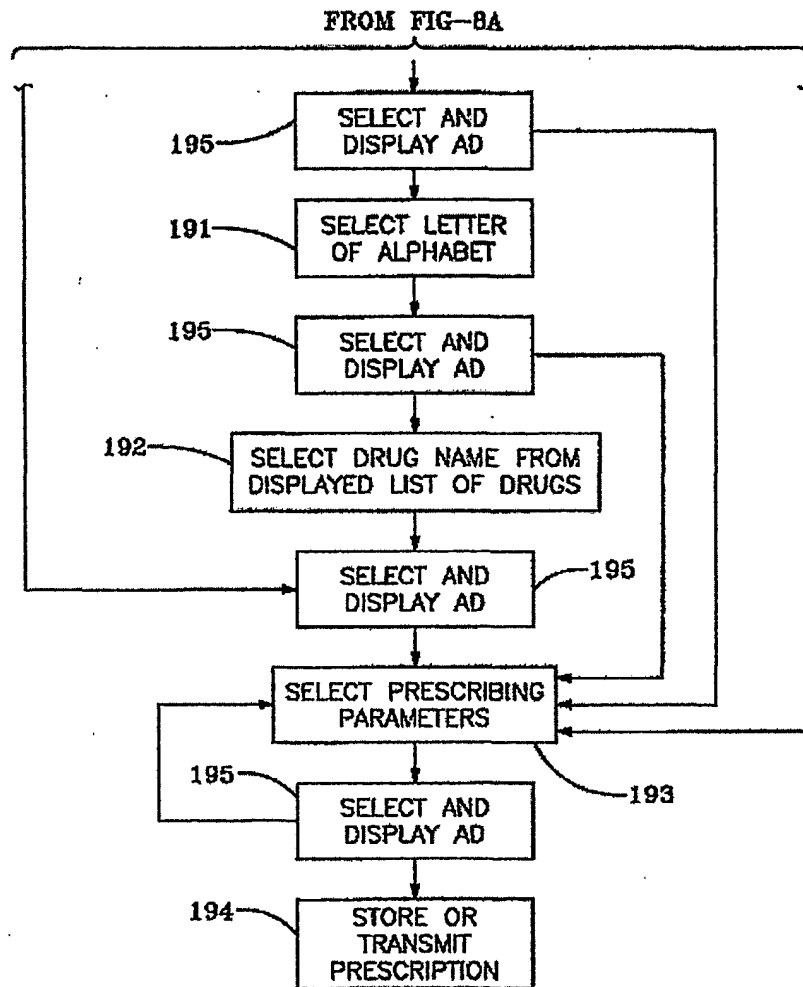 FROM FIG-8A
SELECT AND
DISPLAY AD
195
SELECT LETTER
OF ALPHABET
191
SELECT AND
DISPLAY AD
195
SELECT DRUG NAME FROM
DISPLAYED LIST OF DRUGS
192
SELECT AND
DISPLAY AD
195
SELECT PRESCRIBING
PARAMETERS
193
SELECT AND
DISPLAY AD
195
STORE OR
TRANSMIT
PRESCRIPTION
194